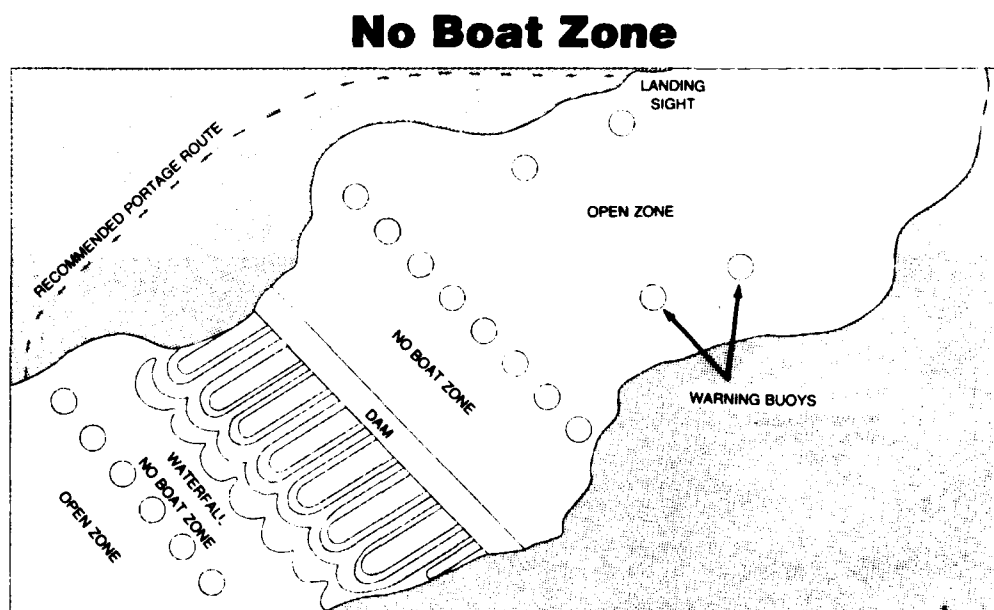 No Boat Zone
LANDING
SIGHT
RECOMMENDED PORTAGE ROUTE
OPEN ZONE
NO BOAT ZONE
WARNING BUOYS
DAM
WATERFALL
NO BOAT ZONE
OPEN ZONE